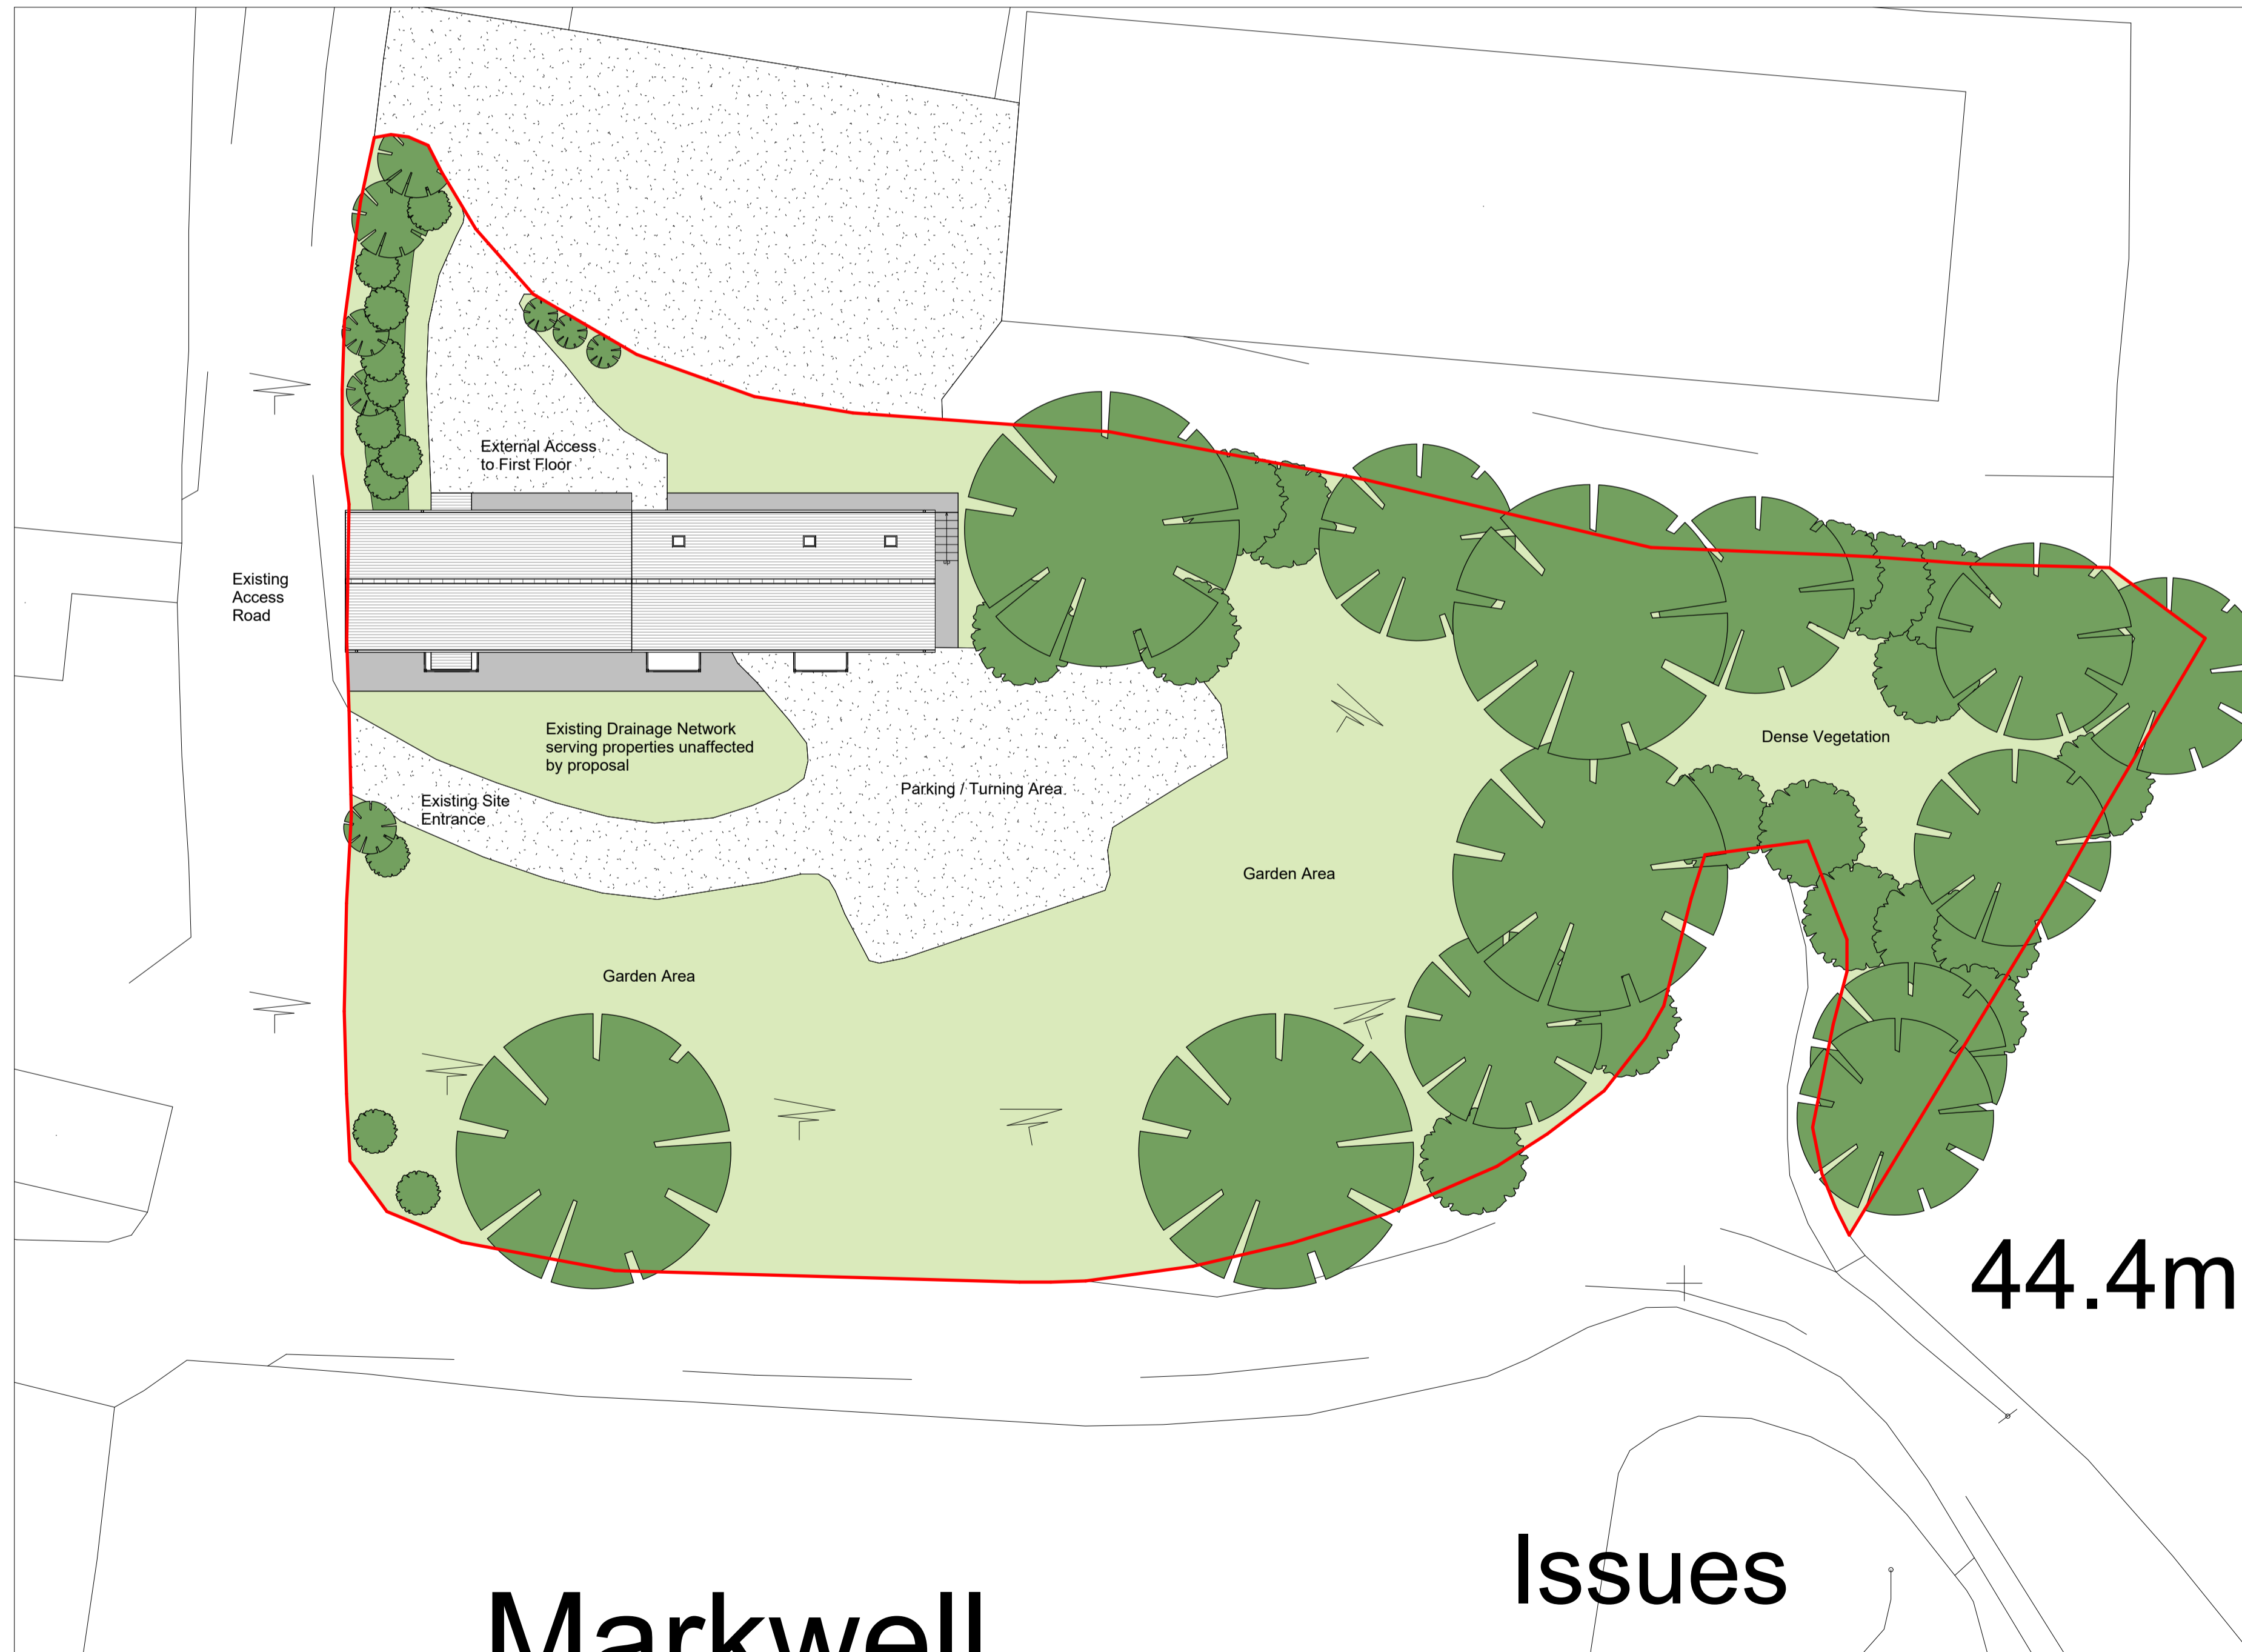 External Access
to First Floor
Existing
Access
Road
Existing Drainage Network
serving properties unaffected
by proposal
Dense Vegetation
Existing Site
Entrance
Parking / Turning Area
Garden Area
Garden Area
44.4m
Issues
Markwell